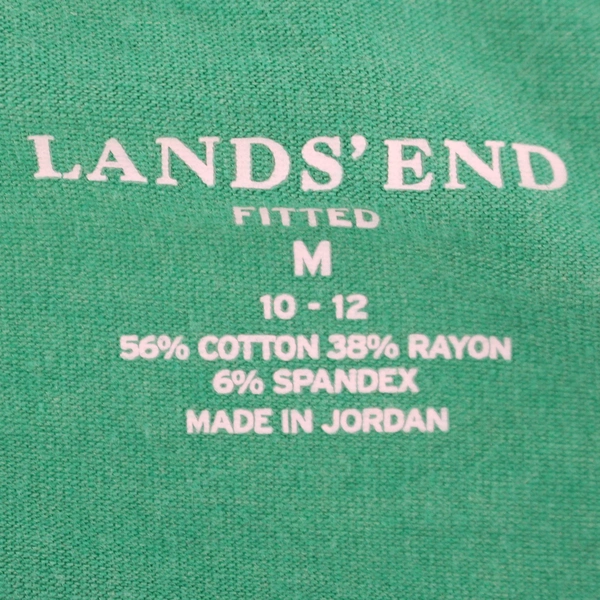 LANDS' END
FITTED
M
10 - 12
56% COTTON 38% RAYON
6% SPANDEX
MADE IN JORDAN